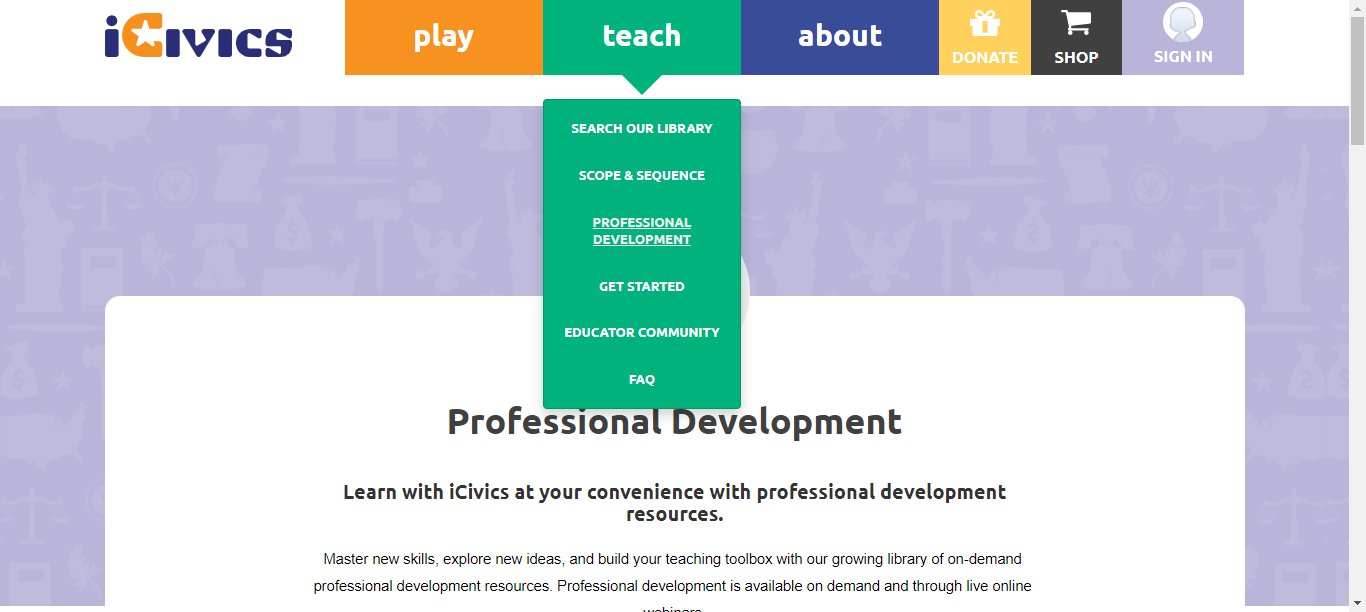 iCivics
play
teach
about
DONATE
SHOP
SIGN IN
SEARCH OUR LIBRARY
SCOPE & SEQUENCE
PROFESSIONAL
DEVELOPMENT
GET STARTED
EDUCATOR COMMUNITY
FAQ
Professional Development
Learn with iCivics at your convenience with professional development
resources.
Master new skills, explore new ideas, and build your teaching toolbox with our growing library of on-demand
professional development resources. Professional development is available on demand and through live online
webinars.